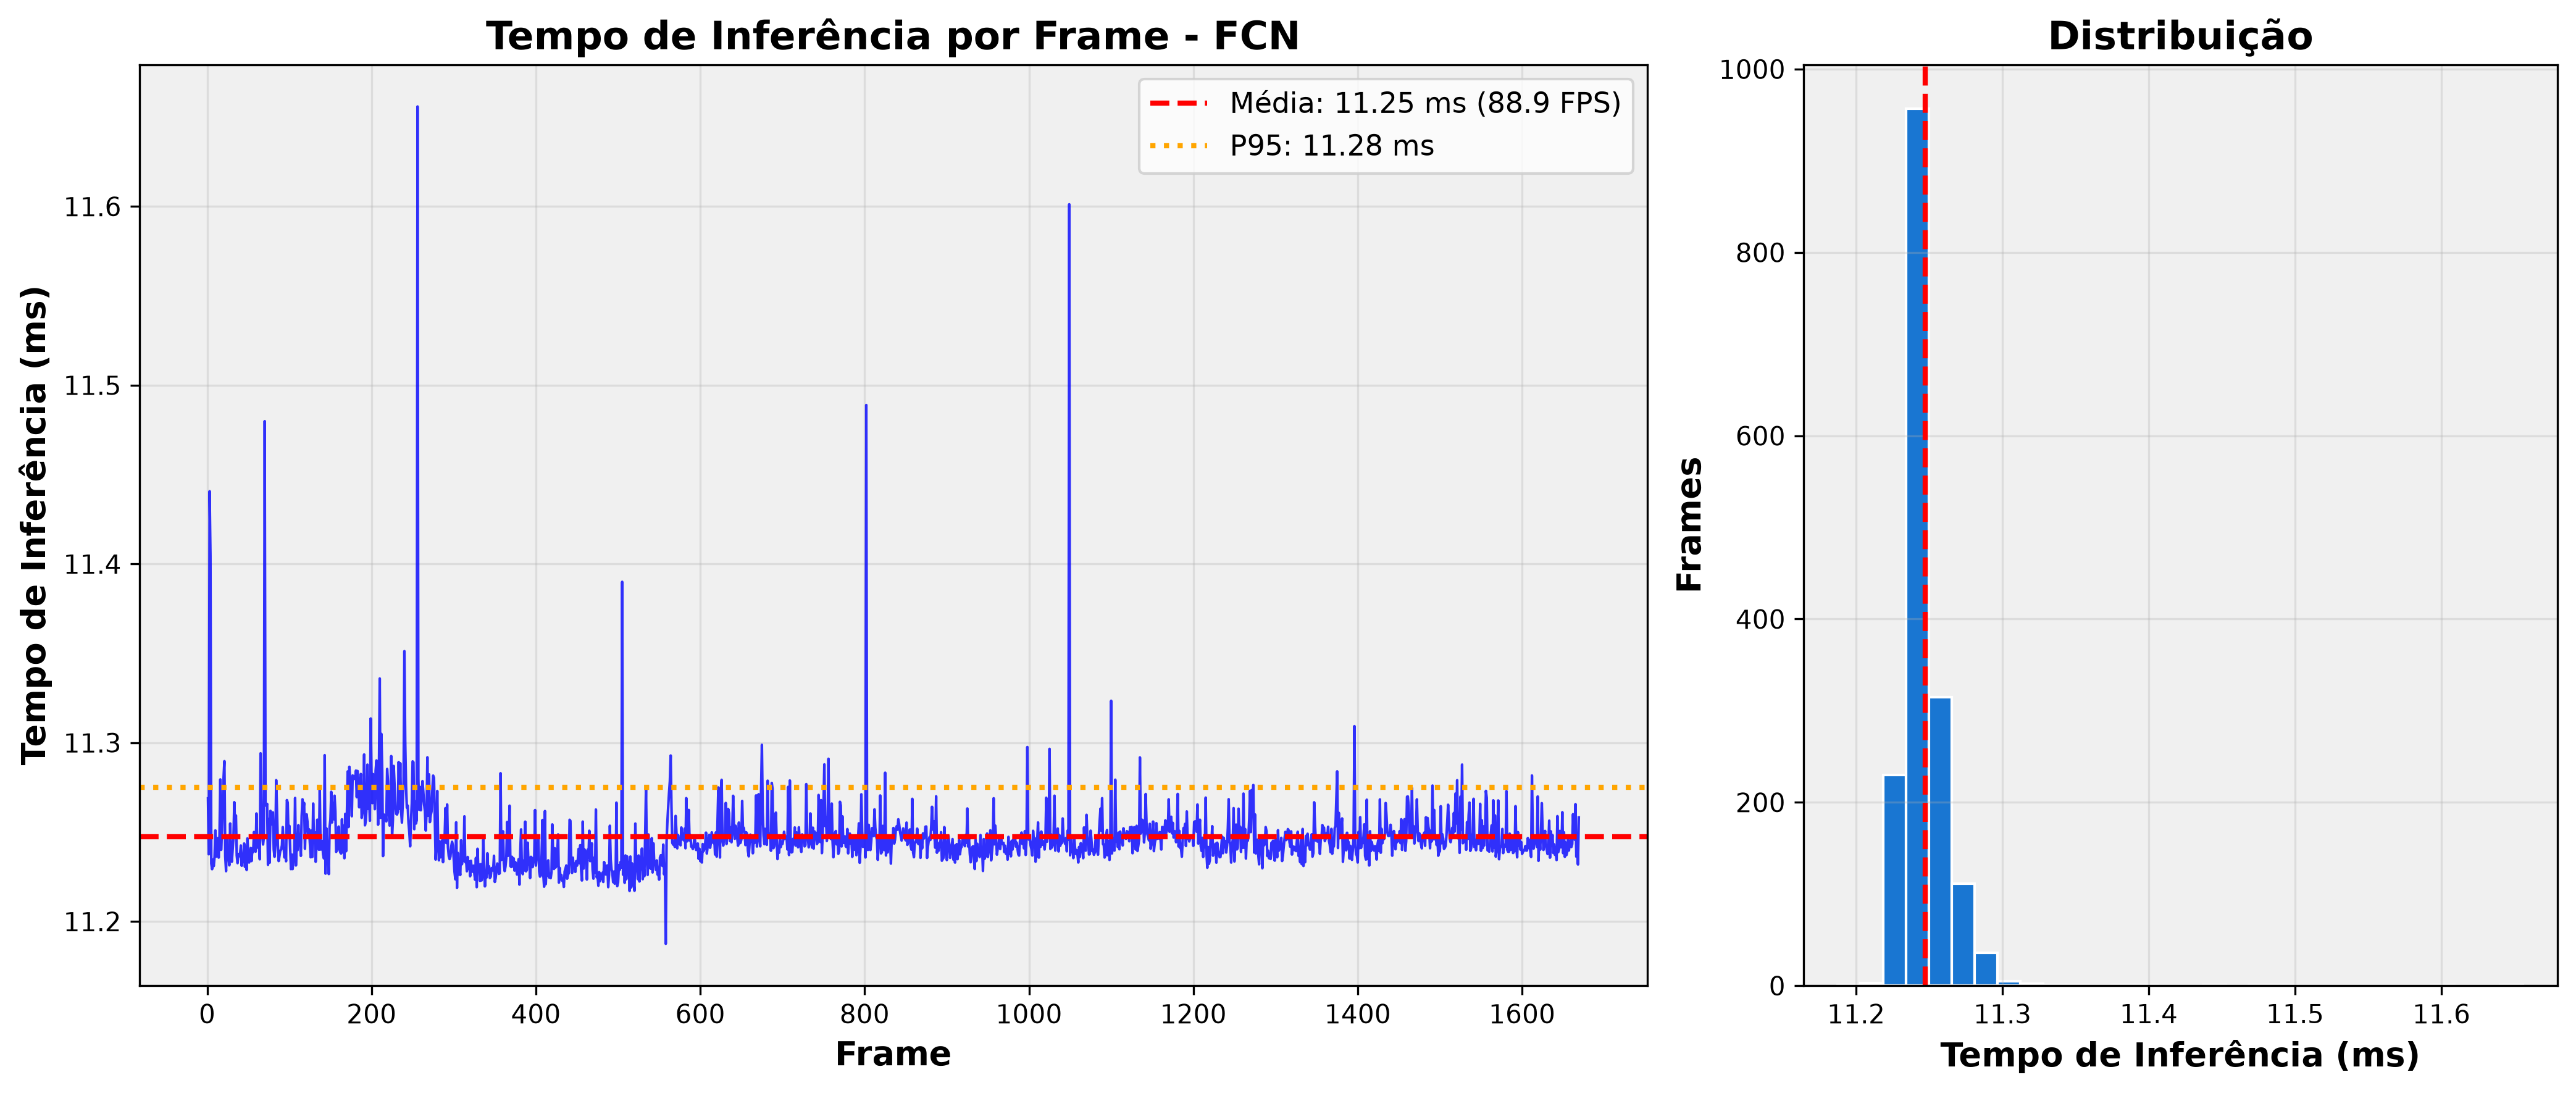 Tempo de Inferência por Frame - FCN
Média: 11.25 ms (88.9 FPS)
P95: 11.28 ms
Tempo de Inferência (ms)
11.6
11.5
11.4
11.3
11.2
0 200 400 600 800 1000 1200 1400 1600
Frame
Distribuição
Frames
1000
800
600
400
200
0
11.2 11.3 11.4 11.5 11.6
Tempo de Inferência (ms)